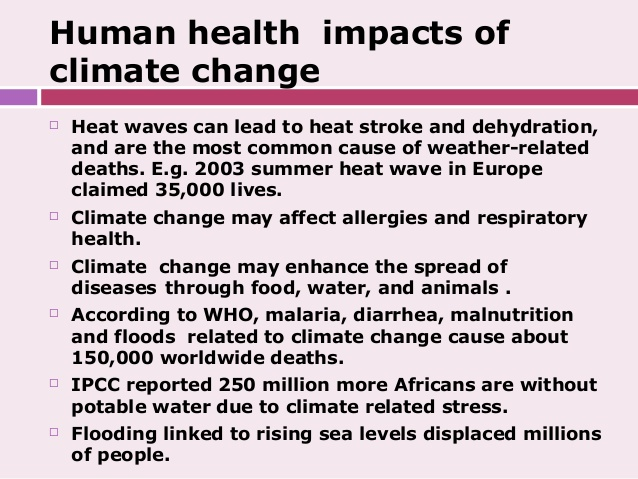 Human health  impacts of
climate change
Heat waves can lead to heat stroke and dehydration,
and are the most common cause of weather-related
deaths. E.g. 2003 summer heat wave in Europe
claimed 35,000 lives.
Climate change may affect allergies and respiratory
health.
Climate  change may enhance the spread of
diseases through food, water, and animals .
According to WHO, malaria, diarrhea, malnutrition
and floods  related to climate change cause about
150,000 worldwide deaths.
IPCC reported 250 million more Africans are without
potable water due to climate related stress.
Flooding linked to rising sea levels displaced millions
of people.